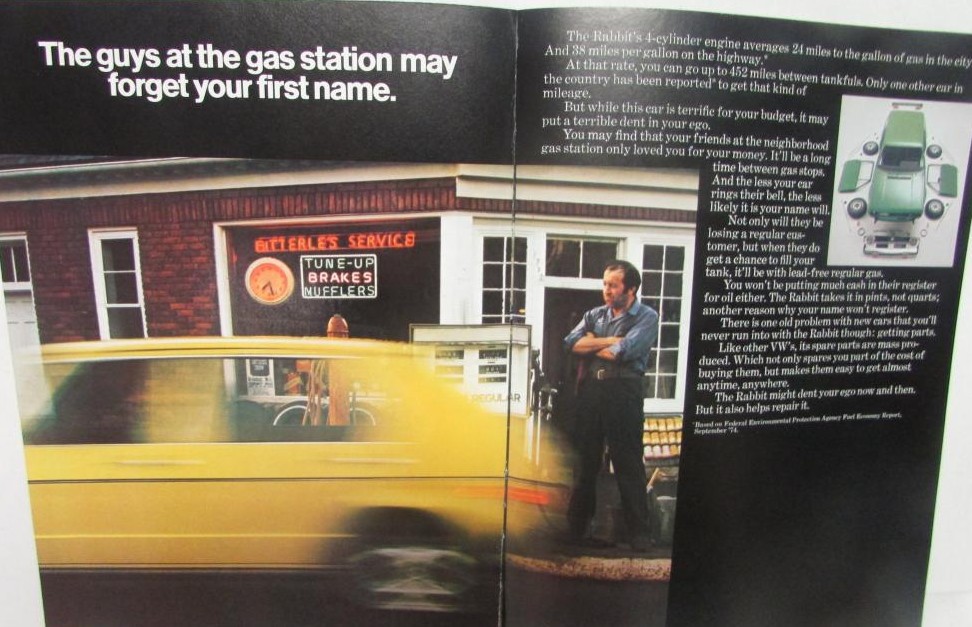 The guys at the gas station may
forget your first name.
BITTERLE'S SERVICE
TUNE-UP
BRAKES
MUFFLERS
REGULAR
The Rabbit's 4-cylinder engine averages 24 miles to the gallon of gas in the city
And 38 miles per gallon on the highway.*
At that rate, you can go up to 452 miles between tankfuls. Only one other car in
the country has been reported* to get that kind of
mileage.
But while this car is terrific for your budget, it may
put a terrible dent in your ego.
You may find that your friends at the neighborhood
gas station only loved you for your money. It'll be a long
time between gas stops.
And the less your car
rings their bell, the less
likely it is your name will.
Not only will they be
losing a regular cus-
tomer, but when they do
get a chance to fill your
tank, it'll be with lead-free regular gas.
You won't be putting much cash in their register
for oil either. The Rabbit takes it in pints, not quarts;
another reason why your name won't register.
There is one old problem with new cars that you'll
never run into with the Rabbit though: getting parts.
Like other VW's, its spare parts are mass pro-
duced. Which not only spares you part of the cost of
buying them, but makes them easy to get almost
anytime, anywhere.
The Rabbit might dent your ego now and then.
But it also helps repair it.
*Based on Federal Environmental Protection Agency Fuel Economy Report,
September '74.